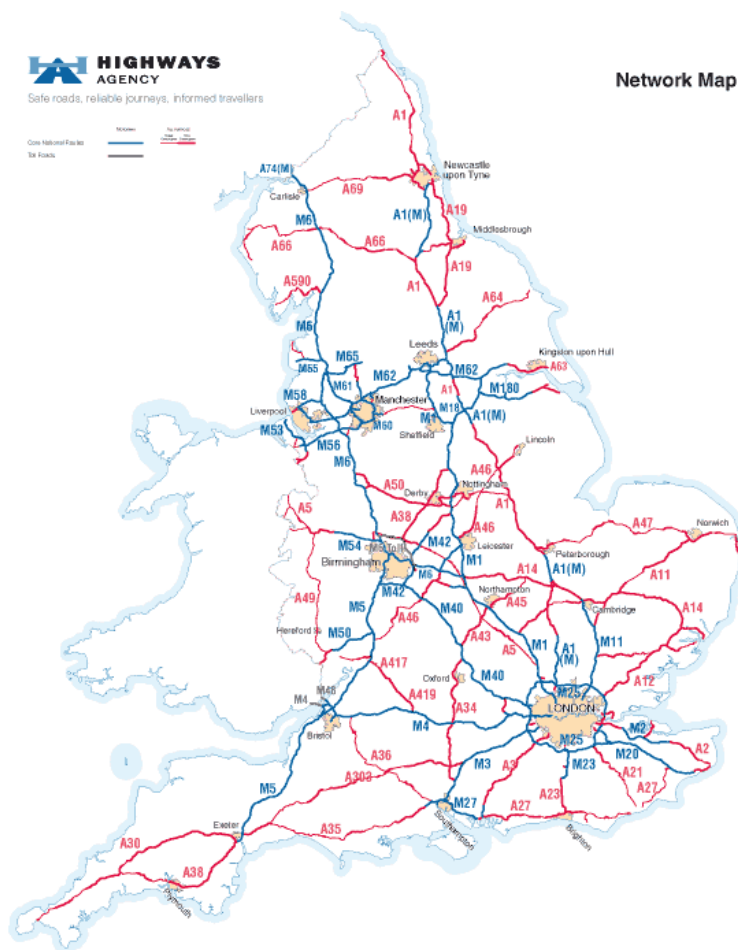 HIGHWAYS
AGENCY
Safe roads, reliable journeys, informed travellers
Network Map
Motorways
Core National Routes
Toll Roads
A1
A74(M)
Carlisle
A69
Newcastle
upon Tyne
A1(M)
A19
M6
Middlesbrough
A66
A66
A19
A590
A1
A64
M6
A1
(M)
Leeds
Kingston upon Hull
M55
M65
M62
M62
A63
M61
A1
M180
M58
Manchester
Liverpool
M60
M1
M18
A1(M)
Sheffield
M53
M56
Lincoln
M6
A46
A50
Nottingham
Derby
A1
A5
A38
A46
A47
Norwich
M54
M42
Leicester
Peterborough
Birmingham
M6
M1
A14
A1(M)
A11
M42
Northampton
A45
A49
M5
A46
M40
Cambridge
A14
Hereford
M50
A43
A5
M1
A1
(M)
M11
A417
Oxford
M40
A12
A419
M25
M48
M4
A34
LONDON
M4
Bristol
M25
M2
A36
M3
A3
M23
M20
A2
A303
A21
M5
A27
M27
A23
A27
Southampton
Brighton
A35
Exeter
A30
A38
Plymouth